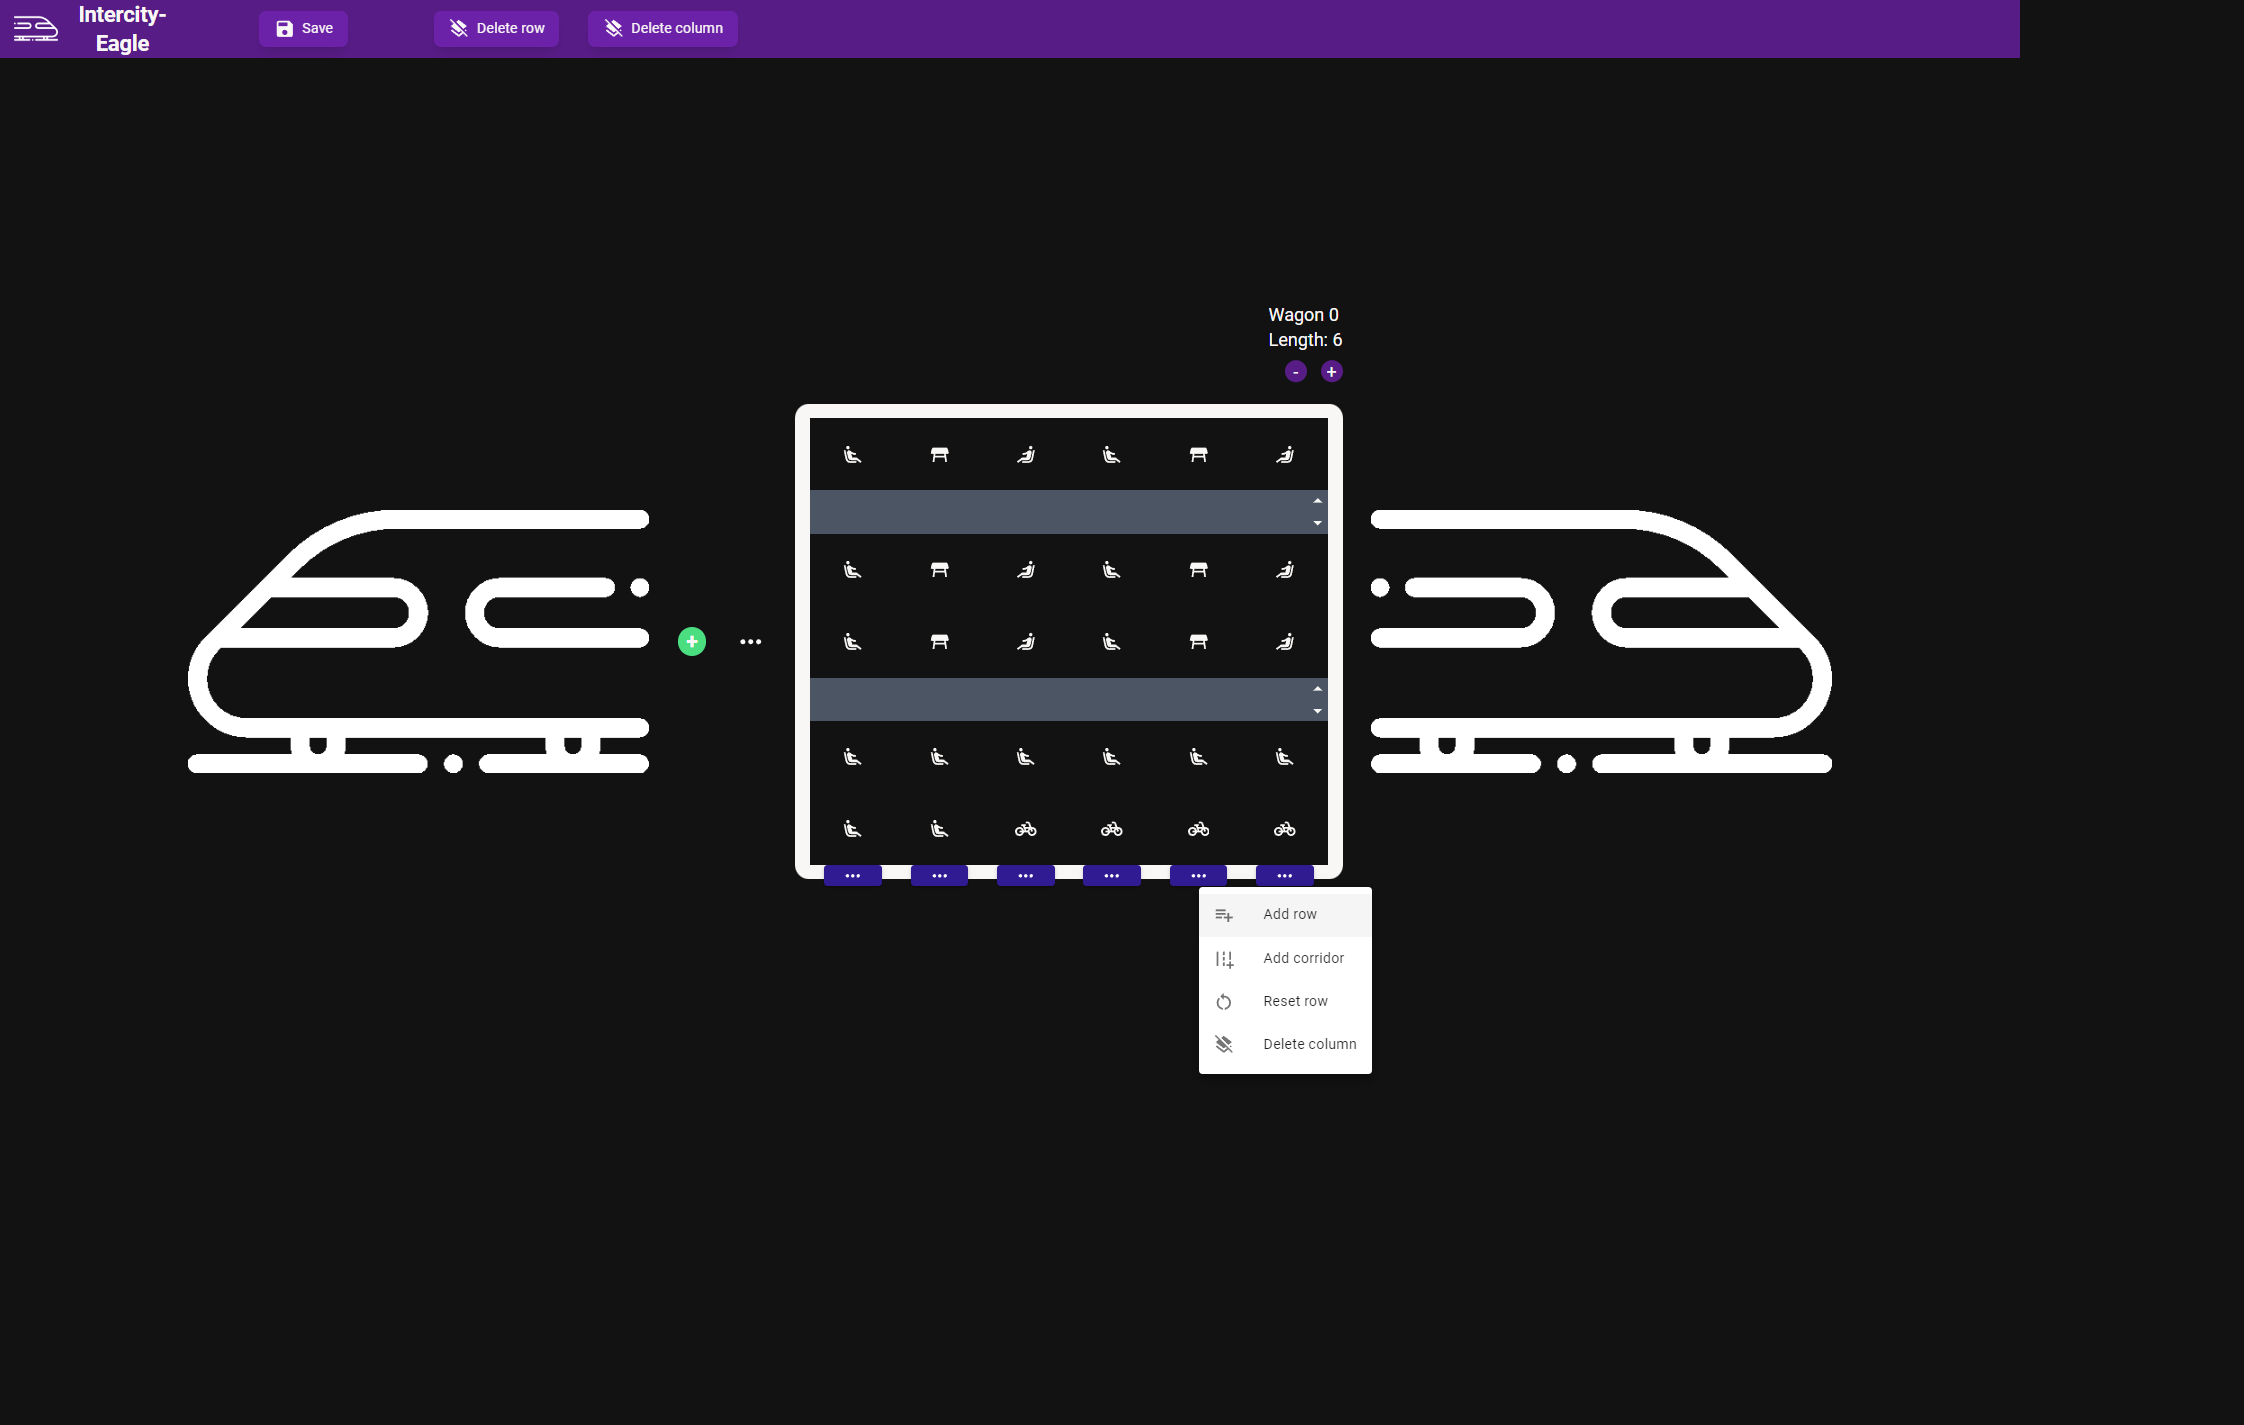 Intercity-
Eagle
Save
Delete row
Delete column
Wagon 0
Length: 6
- +
Add row
Add corridor
Reset row
Delete column